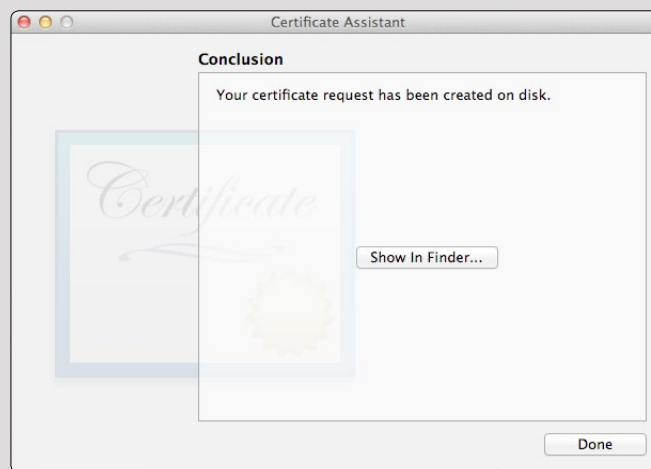 Certificate Assistant
Conclusion
Your certificate request has been created on disk.
Certificate
Show In Finder...
Done